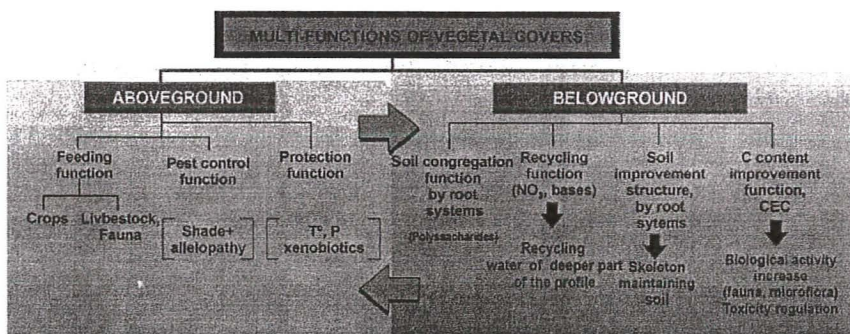 MULTI-FUNCTIONS OF VEGETAL GOVERS
ABOVEGROUND
Feeding
function
Crops
Livbestock,
Fauna
Pest control
function
Shade+
allelopathy
Protection
function
T°, P
xenobiotics
BELOWGROUND
Soil congregation
function
by root
systems
(Polyssacharides)
Recycling
function
(NO₃, bases)
Recycling
water of deeper part
of the profile
Soil
improvement
structure,
by root
sytems
Skeleton
maintaining
soil
C content
improvement
function,
CEC
Biological activity
increase
(fauna, microflora)
Toxicity regulation